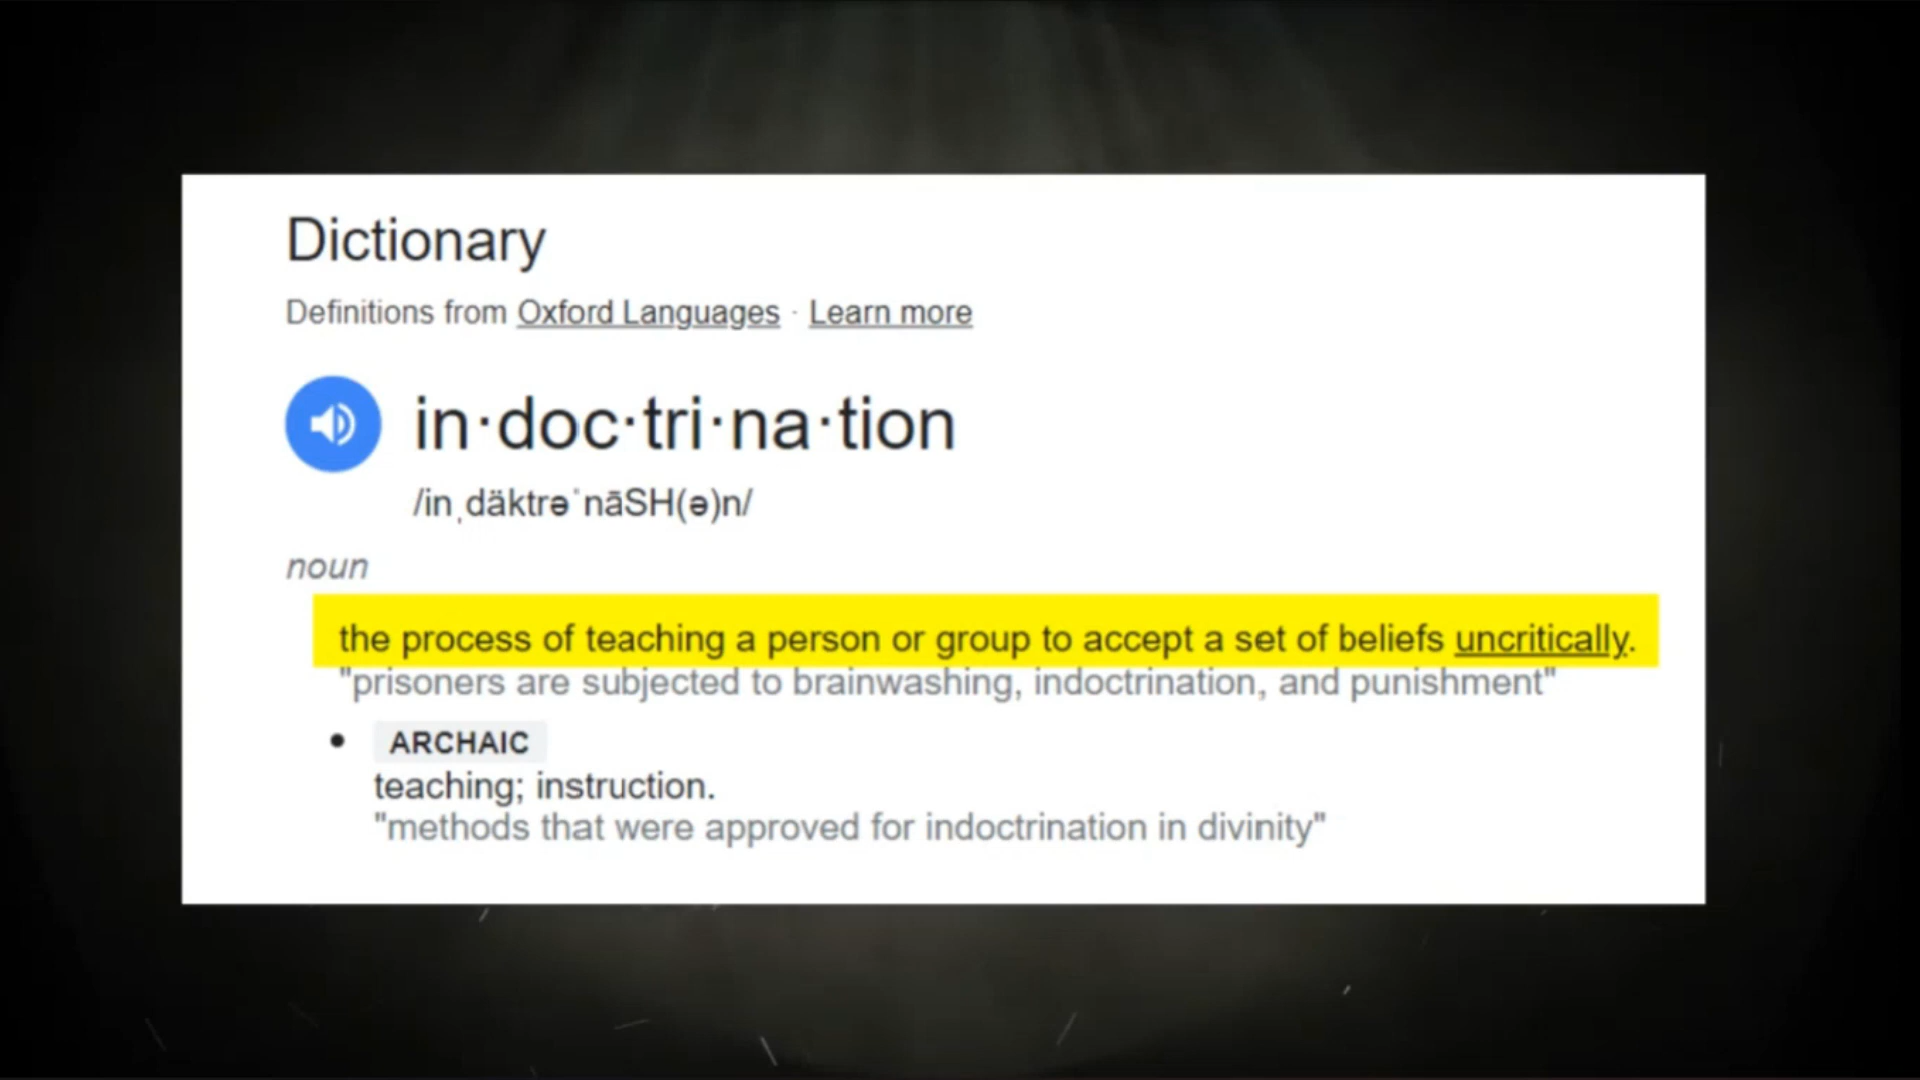 Dictionary
Definitions from Oxford Languages · Learn more
in·doc·tri·na·tion
/inˌdäktrəˈnāSH(ə)n/
noun
the process of teaching a person or group to accept a set of beliefs uncritically.
"prisoners are subjected to brainwashing, indoctrination, and punishment"
• ARCHAIC
teaching; instruction.
"methods that were approved for indoctrination in divinity"